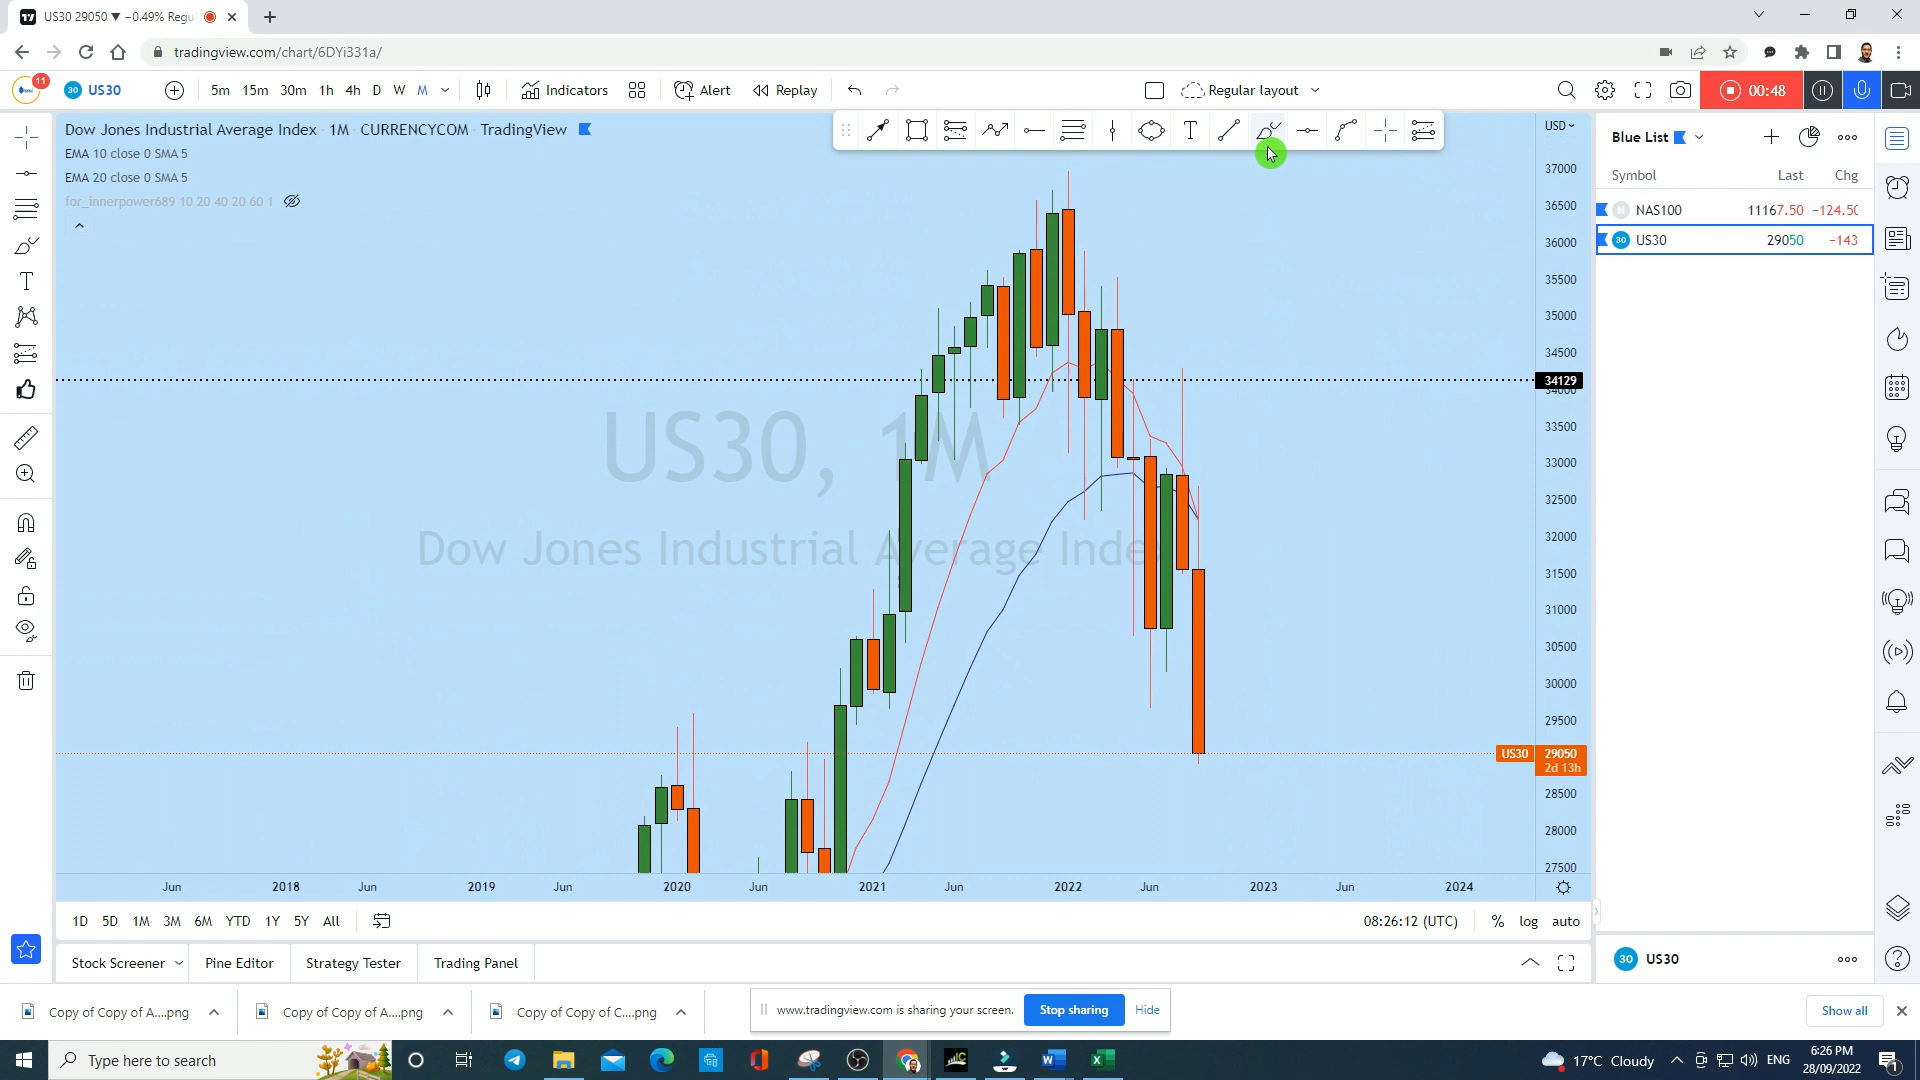 US30 29050 ▼ −0.49% Regu
tradingview.com/chart/6DYi331a/
11
30 US30
5m 15m 30m 1h 4h D W M
Indicators
Alert
Replay
Regular layout
00:48
Dow Jones Industrial Average Index 1M CURRENCYCOM TradingView
EMA 10 close 0 SMA 5
EMA 20 close 0 SMA 5
for_innerpower689 10 20 40 20 60 1
US30, 1M
Dow Jones Industrial Average Inde
USD
37000
36500
36000
35500
35000
34500
34129
34000
33500
33000
32500
32000
31500
31000
30500
30000
29500
US30 29050
2d 13h
28500
28000
27500
Jun 2018 Jun 2019 Jun 2020 Jun 2021 Jun 2022 Jun 2023 Jun 2024
1D 5D 1M 3M 6M YTD 1Y 5Y All
08:26:12 (UTC) % log auto
Stock Screener Pine Editor Strategy Tester Trading Panel
Blue List
Symbol Last Chg
N NAS100 11167.50 −124.50
30 US30 29050 −143
30 US30
Copy of Copy of A....png
Copy of Copy of A....png
Copy of Copy of C....png
www.tradingview.com is sharing your screen. Stop sharing Hide
Show all
Type here to search
17°C Cloudy
ENG
6:26 PM
28/09/2022
1